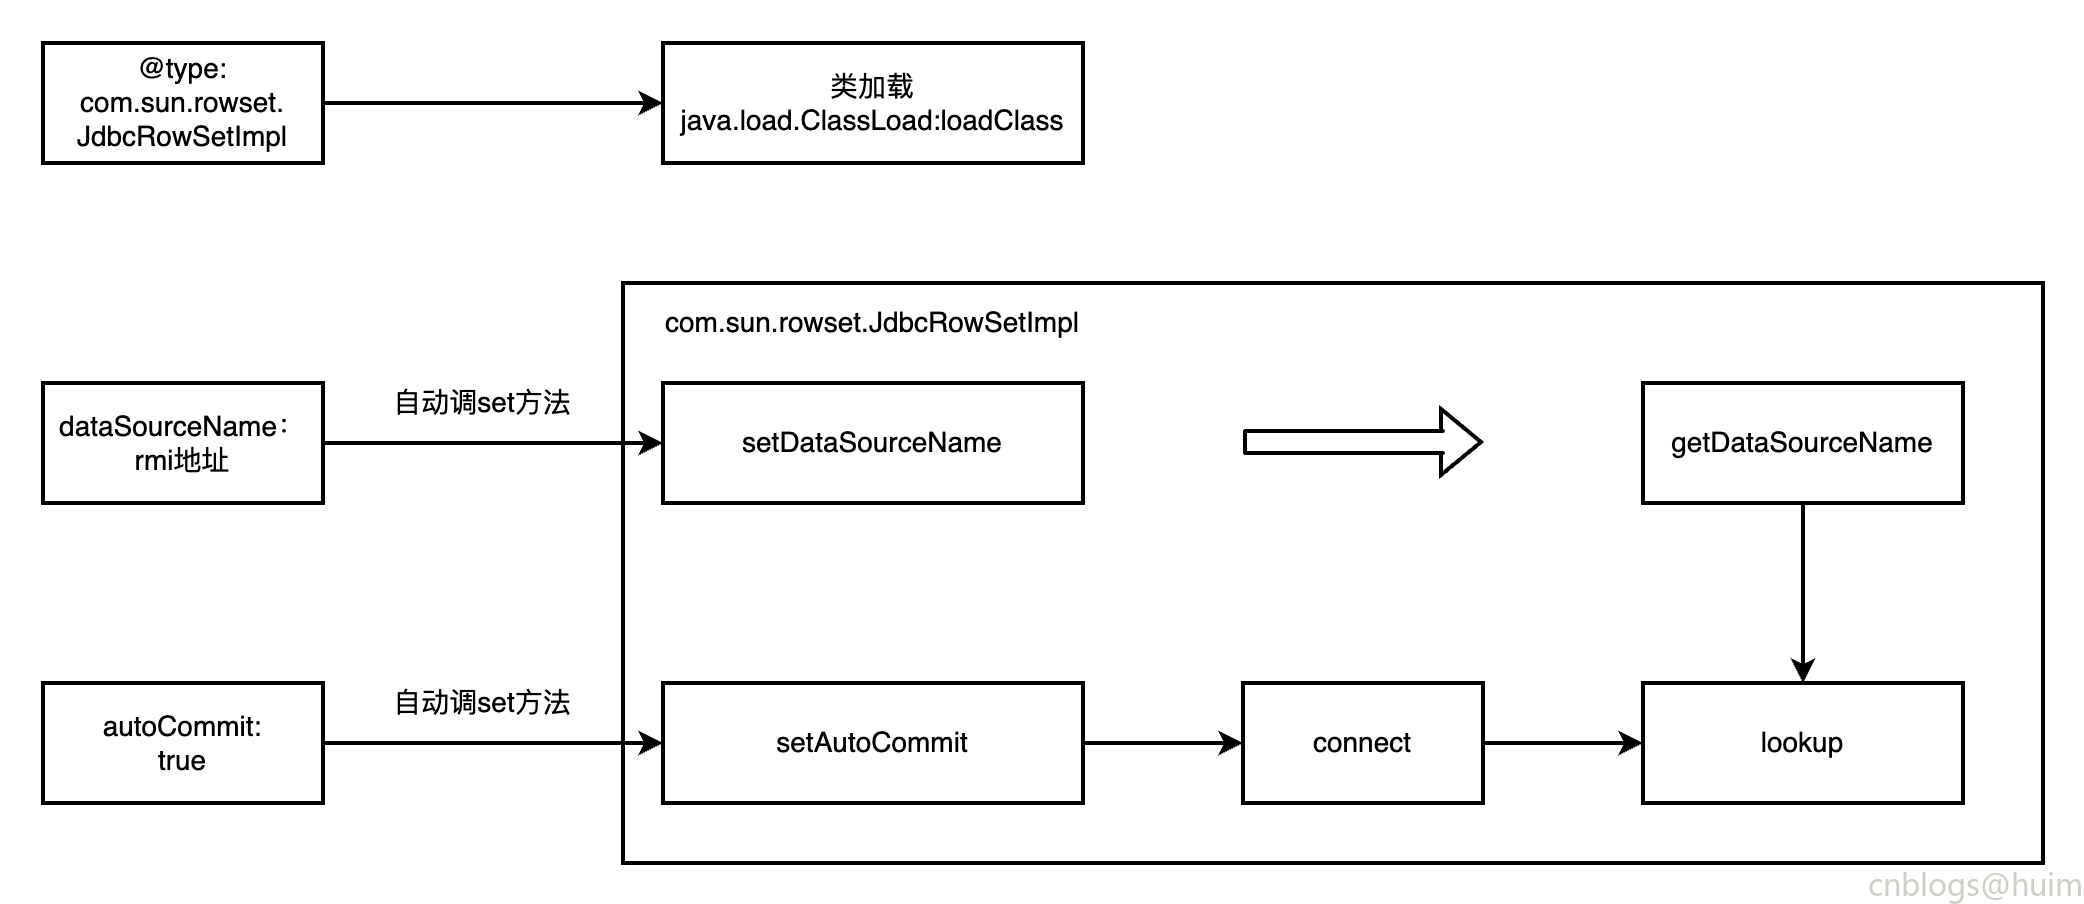 @type:
com.sun.rowset.
JdbcRowSetImpl
类加载
java.load.ClassLoad:loadClass
com.sun.rowset.JdbcRowSetImpl
dataSourceName：
rmi地址
自动调set方法
setDataSourceName
getDataSourceName
autoCommit:
true
自动调set方法
setAutoCommit
connect
lookup
cnblogs@huim